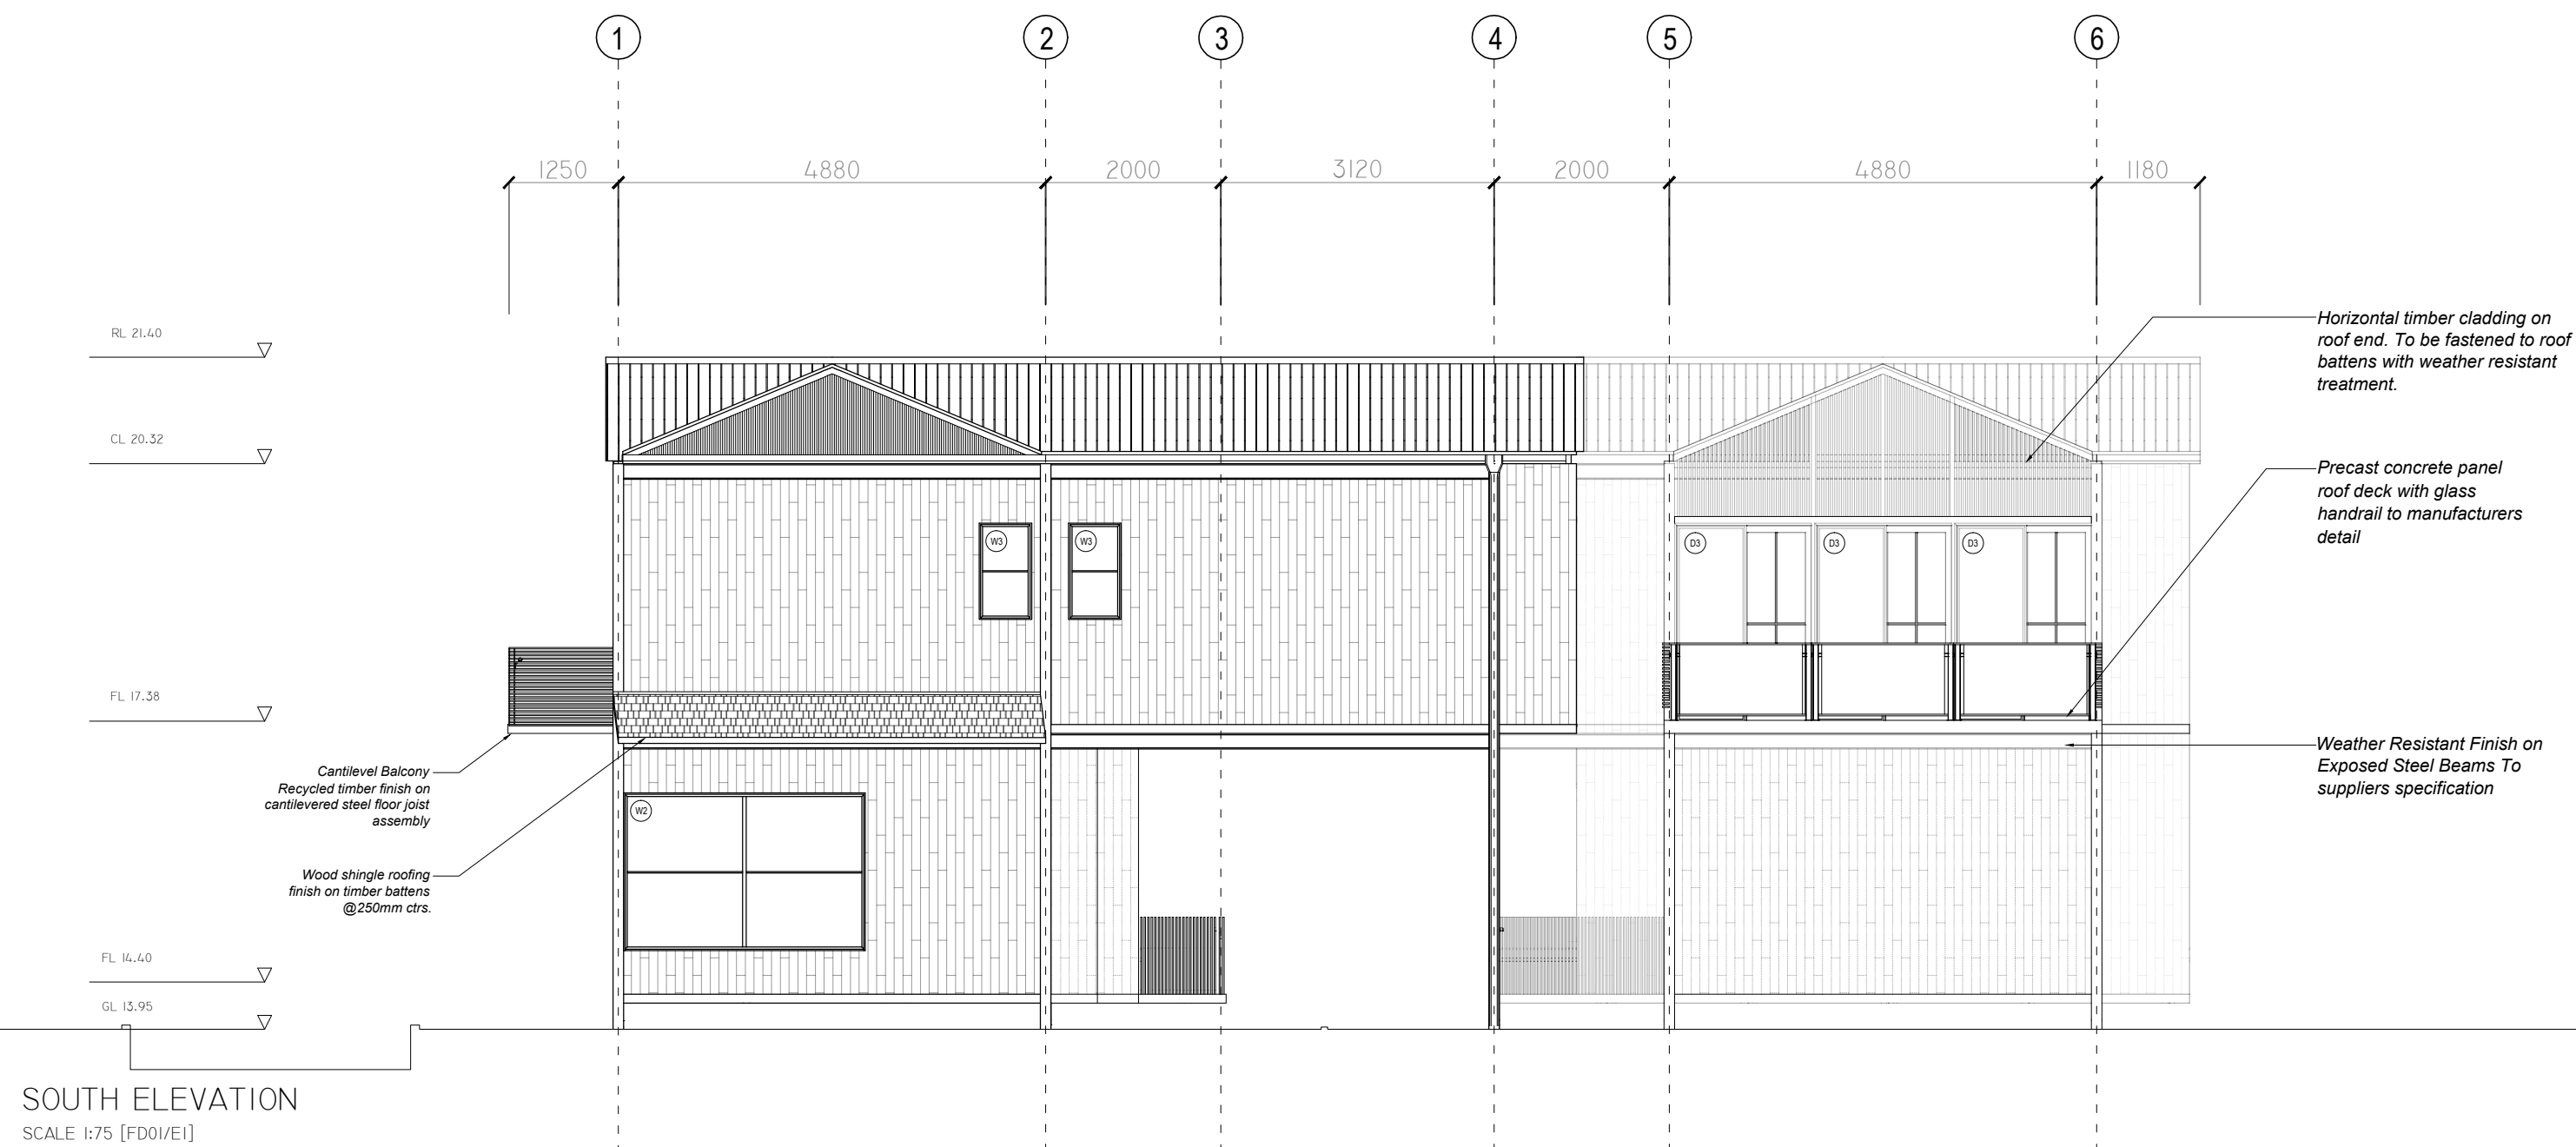 1 2 3 4 5 6
1250 4880 2000 3120 2000 4880 1180
RL 21.40
CL 20.32
FL 17.38
FL 14.40
GL 13.95
W3
W3
D3
D3
D3
W2
Cantilevel Balcony
Recycled timber finish on
cantilevered steel floor joist
assembly
Wood shingle roofing
finish on timber battens
@250mm ctrs.
Horizontal timber cladding on
roof end. To be fastened to roof
battens with weather resistant
treatment.
Precast concrete panel
roof deck with glass
handrail to manufacturers
detail
Weather Resistant Finish on
Exposed Steel Beams To
suppliers specification
SOUTH ELEVATION
SCALE 1:75 [FD01/E1]